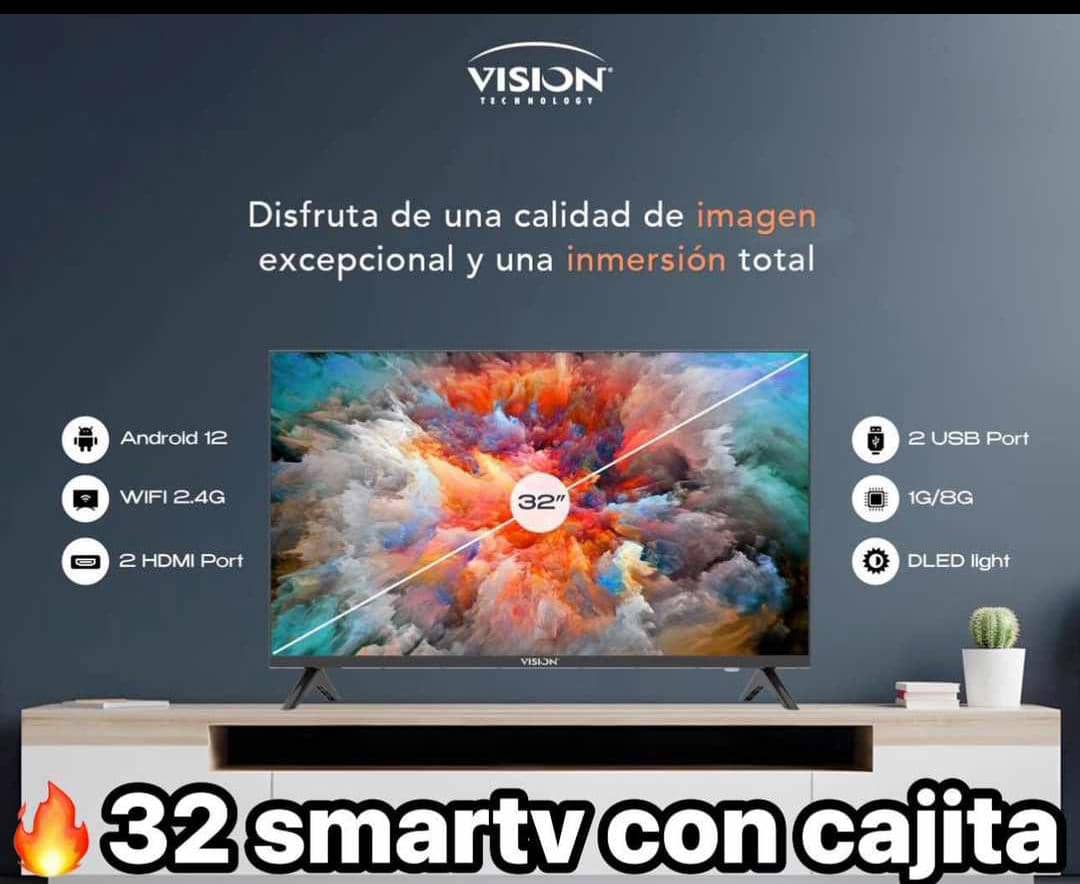 VISION
TECHNOLOGY
Disfruta de una calidad de imagen
excepcional y una inmersión total
Android 12
WIFI 2.4G
2 HDMI Port
32"
2 USB Port
1G/8G
DLED light
VISION
🔥32 smartv con cajita